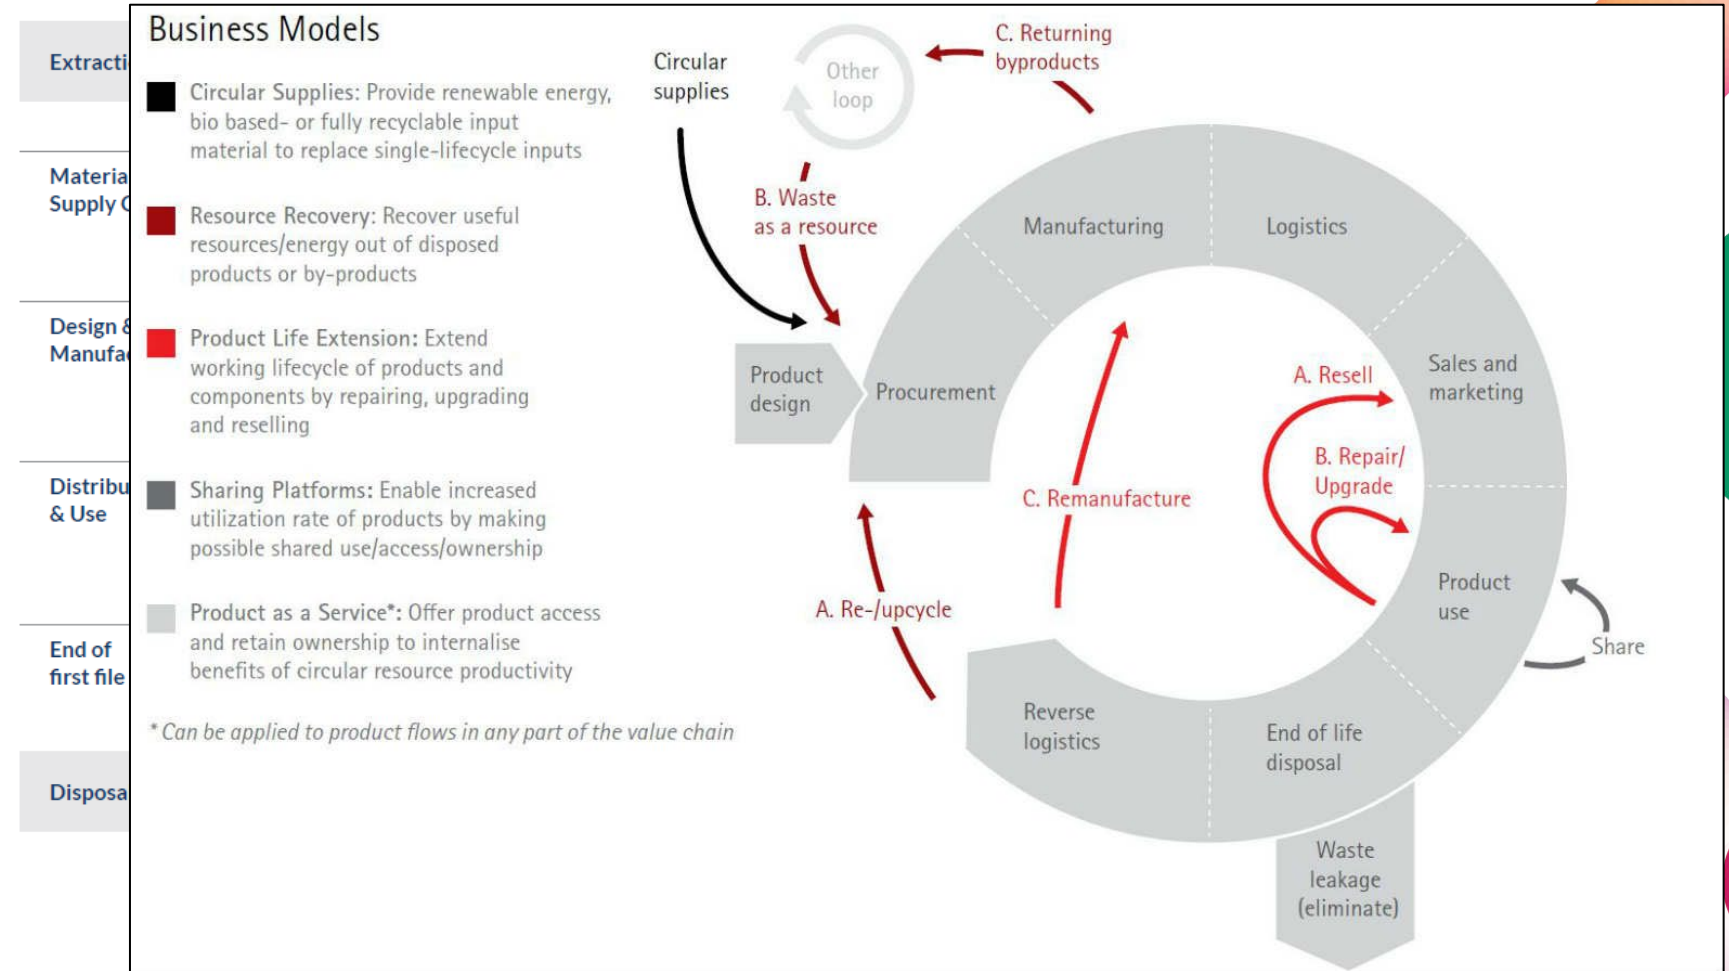 Extracti
Materia
Supply C
Design &
Manufa
Distribu
& Use
End of
first file
Disposa
Business Models
Circular Supplies: Provide renewable energy,
bio based- or fully recyclable input
material to replace single-lifecycle inputs
Resource Recovery: Recover useful
resources/energy out of disposed
products or by-products
Product Life Extension: Extend
working lifecycle of products and
components by repairing, upgrading
and reselling
Sharing Platforms: Enable increased
utilization rate of products by making
possible shared use/access/ownership
Product as a Service*: Offer product access
and retain ownership to internalise
benefits of circular resource productivity
* Can be applied to product flows in any part of the value chain
Circular
supplies
Other
loop
C. Returning
byproducts
B. Waste
as a resource
Manufacturing
Logistics
Product
design
Procurement
Sales and
marketing
A. Resell
B. Repair/
Upgrade
C. Remanufacture
A. Re-/upcycle
Product
use
Share
Reverse
logistics
End of life
disposal
Waste
leakage
(eliminate)